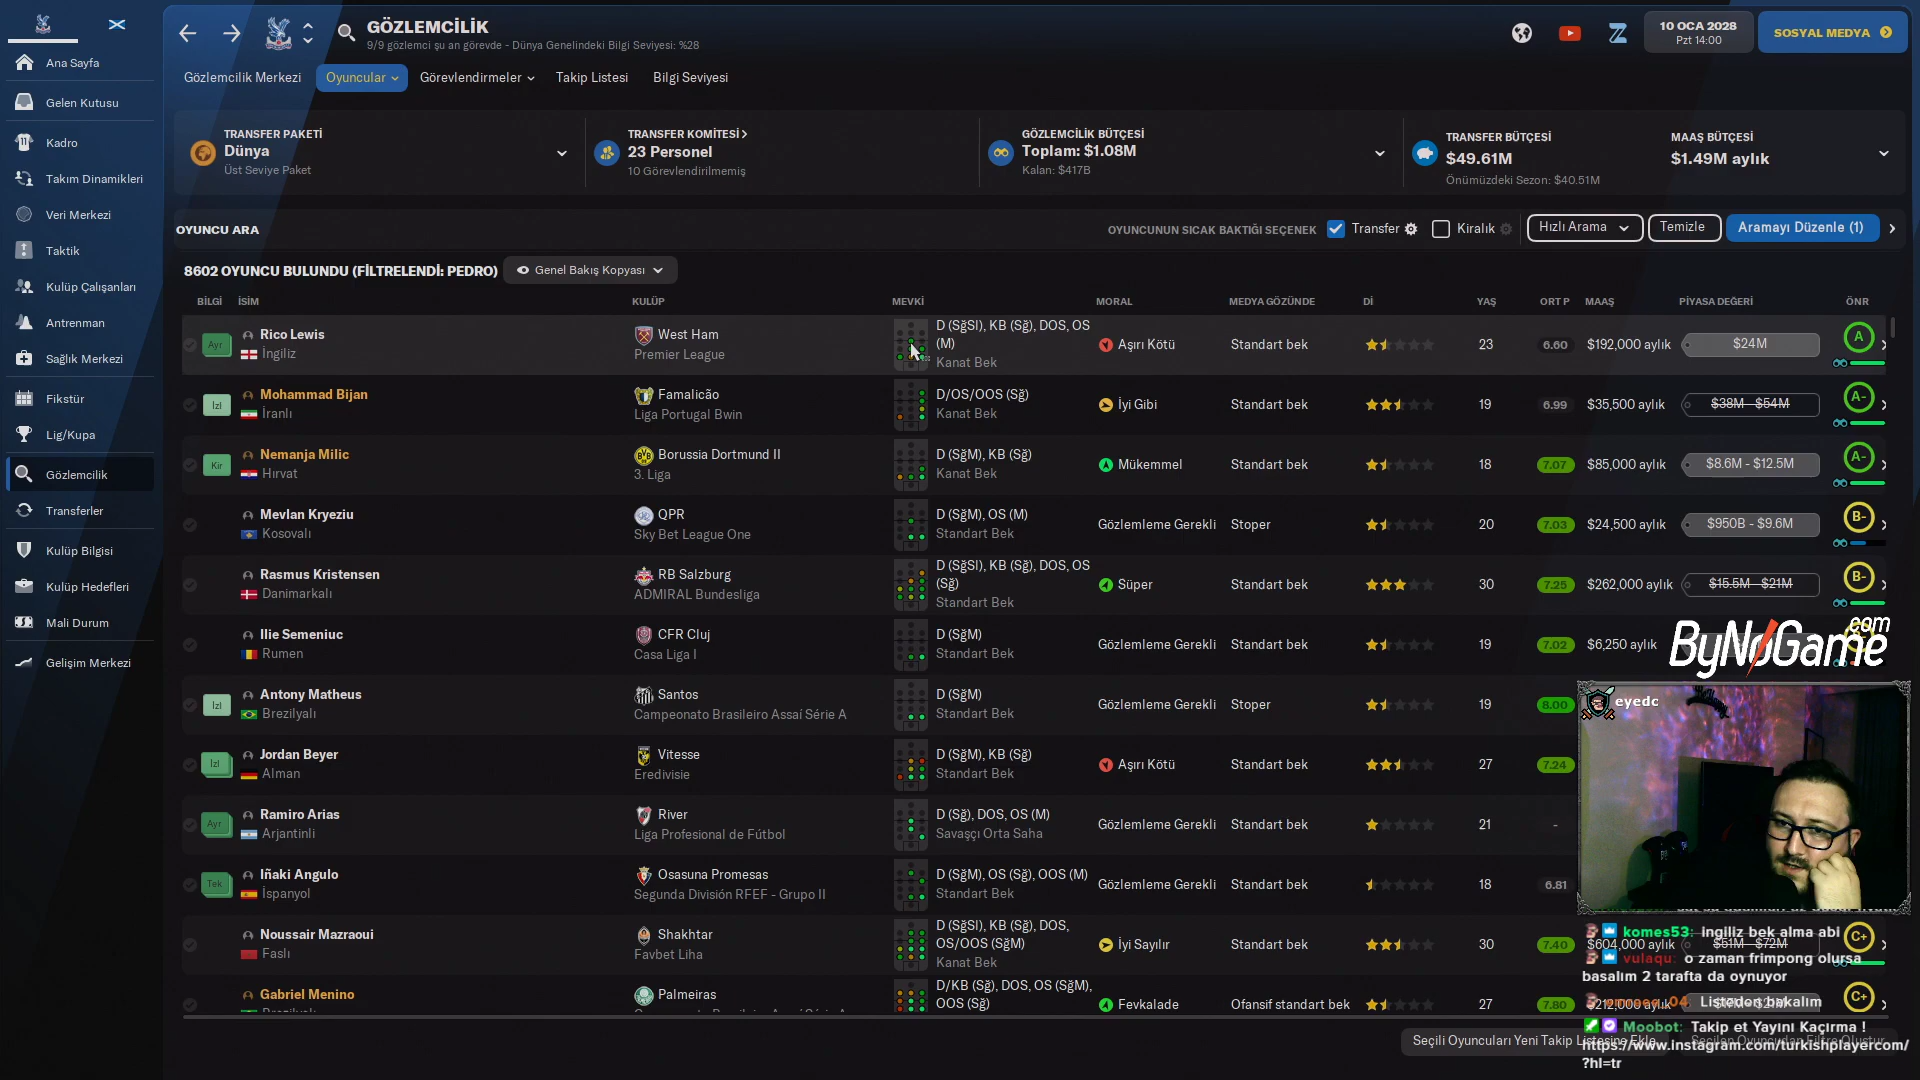 GÖZLEMCİLİK
9/9 gözlemci şu an görevde - Dünya Genelindeki Bilgi Seviyesi: %28
10 OCA 2028
Pzt 14:00
SOSYAL MEDYA
Ana Sayfa
Gelen Kutusu
Kadro
Takım Dinamikleri
Veri Merkezi
Taktik
Kulüp Çalışanları
Antrenman
Sağlık Merkezi
Fikstür
Lig/Kupa
Gözlemcilik
Transferler
Kulüp Bilgisi
Kulüp Hedefleri
Mali Durum
Gelişim Merkezi
Gözlemcilik Merkezi Oyuncular Görevlendirmeler Takip Listesi Bilgi Seviyesi
TRANSFER PAKETİ
Dünya
Üst Seviye Paket
TRANSFER KOMİTESİ
23 Personel
10 Görevlendirilmemiş
GÖZLEMCİLİK BÜTÇESİ
Toplam: $1.08M
Kalan: $417B
TRANSFER BÜTÇESİ
$49.61M
Önümüzdeki Sezon: $40.51M
MAAŞ BÜTÇESİ
$1.49M aylık
OYUNCU ARA
OYUNCUNUN SICAK BAKTIĞI SEÇENEK Transfer Kiralık Hızlı Arama Temizle Aramayı Düzenle (1)
8602 OYUNCU BULUNDU (FİLTRELENDİ: PEDRO) Genel Bakış Kopyası
BİLGİ İSİM KULÜP MEVKİ MORAL MEDYA GÖZÜNDE Dİ YAŞ ORT P MAAŞ PİYASA DEĞERİ ÖNR
Ayr Rico Lewis West Ham D (SğSl), KB (Sğ), DOS, OS (M) Aşırı Kötü Standart bek 23 6.60 $192,000 aylık $24M A
İngiliz Premier League Kanat Bek
İzl Mohammad Bijan Famalicão D/OS/OOS (Sğ) İyi Gibi Standart bek 19 6.99 $35,500 aylık $38M - $54M A-
İranlı Liga Portugal Bwin Kanat Bek
Kir Nemanja Milic Borussia Dortmund II D (SğM), KB (Sğ) Mükemmel Standart bek 18 7.07 $85,000 aylık $8.6M - $12.5M A-
Hırvat 3. Liga Kanat Bek
Mevlan Kryeziu QPR D (SğM), OS (M) Gözlemleme Gerekli Stoper 20 7.03 $24,500 aylık $950B - $9.6M B-
Kosovalı Sky Bet League One Standart Bek
Rasmus Kristensen RB Salzburg D (SğSl), KB (Sğ), DOS, OS (Sğ) Süper Standart bek 30 7.25 $262,000 aylık $15.5M - $21M B-
Danimarkalı ADMIRAL Bundesliga Standart Bek
Ilie Semeniuc CFR Cluj D (SğM) Gözlemleme Gerekli Standart bek 19 7.02 $6,250 aylık
Rumen Casa Liga I Standart Bek
İzl Antony Matheus Santos D (SğM) Gözlemleme Gerekli Stoper 19 8.00
Brezilyalı Campeonato Brasileiro Assaí Série A Standart Bek
İzl Jordan Beyer Vitesse D (SğM), KB (Sğ) Aşırı Kötü Standart bek 27 7.24
Alman Eredivisie Standart Bek
Ayr Ramiro Arias River D (Sğ), DOS, OS (M) Gözlemleme Gerekli Standart bek 21 -
Arjantinli Liga Profesional de Fútbol Savaşçı Orta Saha
Tek Iñaki Angulo Osasuna Promesas D (SğM), OS (Sğ), OOS (M) Gözlemleme Gerekli Standart bek 18 6.81
İspanyol Segunda División RFEF - Grupo II Standart Bek
Noussair Mazraoui Shakhtar D (SğSl), KB (Sğ), DOS, OS/OOS (SğM) İyi Sayılır Standart bek 30 7.40 $604,000 aylık $51M - $72M C+
Faslı Favbet Liha Kanat Bek
Gabriel Menino Palmeiras D/KB (Sğ), DOS, OS (SğM), OOS (Sğ) Fevkalade Ofansif standart bek 27 7.80 C+
ByNoGame.com
eyedc
komes53: ingiliz bek alma abi
vulaqu: o zaman frimpong olursa
basalım 2 tarafta da oynuyor
Listeden bakalım
Moobot: Takip et Yayını Kaçırma !
https://www.instagram.com/turkishplayercom/
?hl=tr
Seçili Oyuncuları Yeni Takip Listesine Ekle